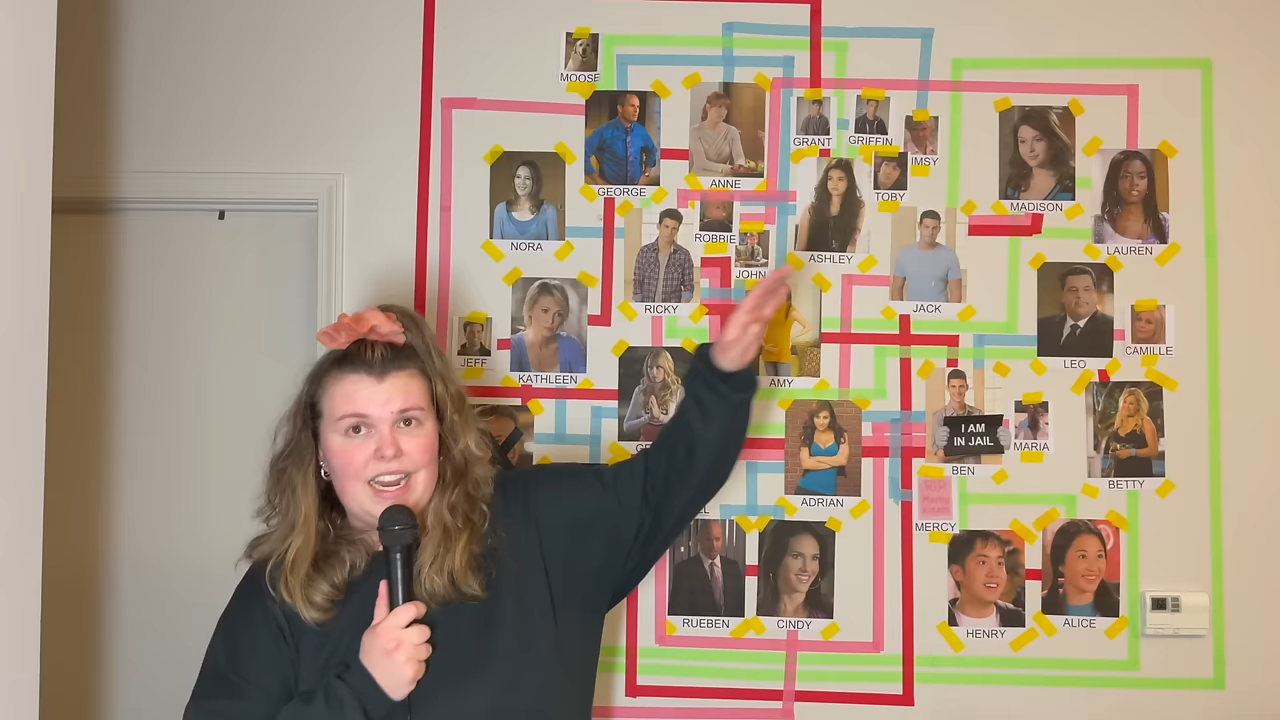 MOOSE
GEORGE
ANNE
GRANT
GRIFFIN
IMSY
TOBY
MADISON
LAUREN
NORA
RICKY
ROBBIE
JOHN
ASHLEY
JACK
JEFF
KATHLEEN
AMY
LEO
CAMILLE
ADRIAN
I AM
IN JAIL
BEN
MARIA
BETTY
RIP
MERCY
RUEBEN
CINDY
HENRY
ALICE